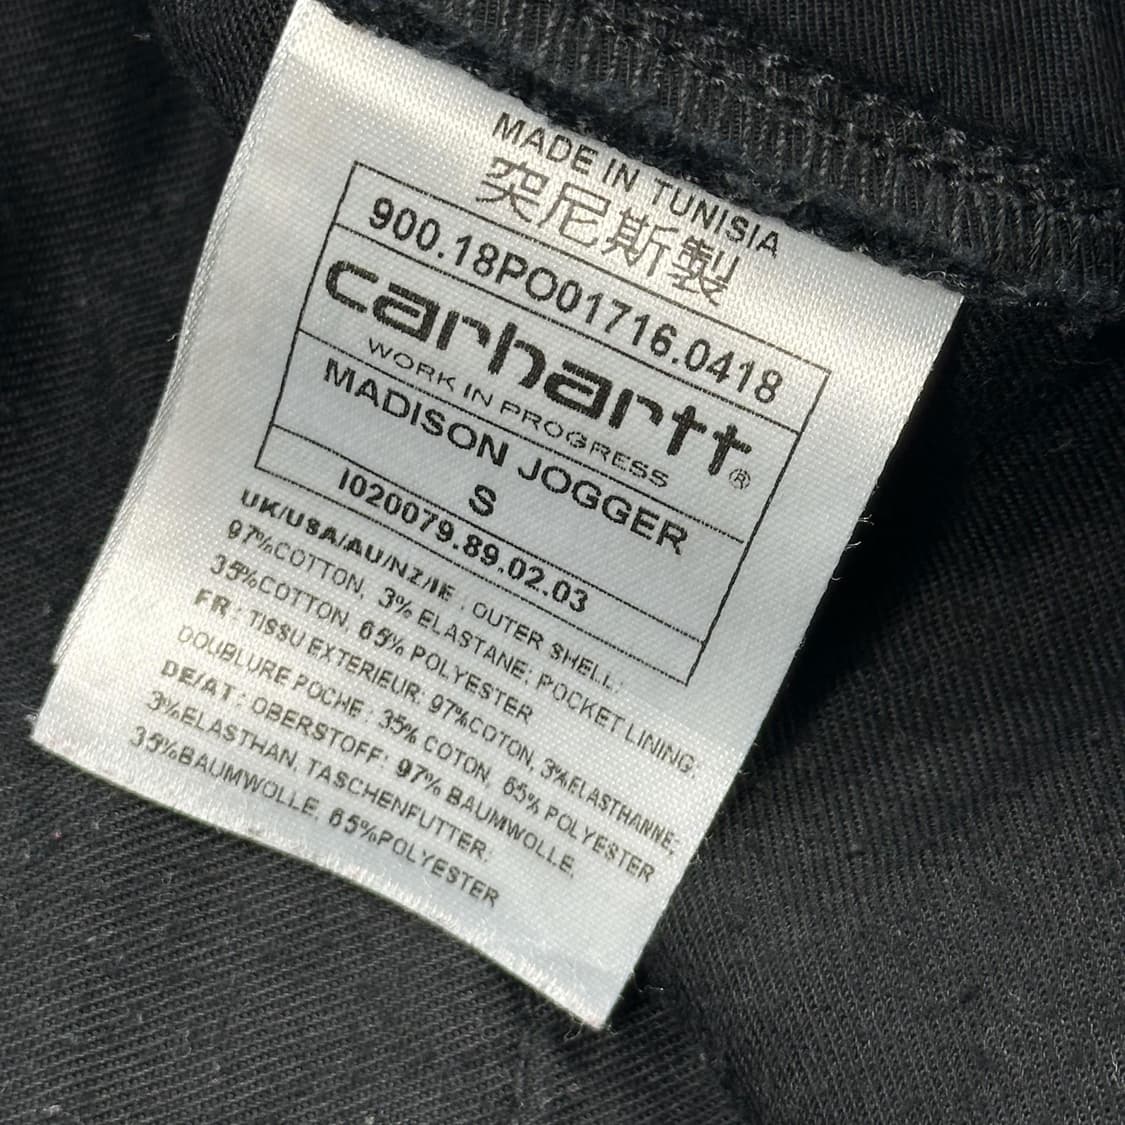 MADE IN TUNISIA
突尼斯製
900.18PO01716.0418
carhartt®
WORK IN PROGRESS
MADISON JOGGER
S
I020079.89.02.03
UK/USA/AU/NZ/IE : OUTER SHELL:
97%COTTON, 3% ELASTANE; POCKET LINING:
35%COTTON, 65% POLYESTER
FR : TISSU EXTERIEUR: 97%COTON, 3%ELASTHANNE;
DOUBLURE POCHE : 35% COTON, 65% POLYESTER
DE/AT : OBERSTOFF: 97% BAUMWOLLE,
3%ELASTHAN, TASCHENFUTTER:
35%BAUMWOLLE, 65%POLYESTER